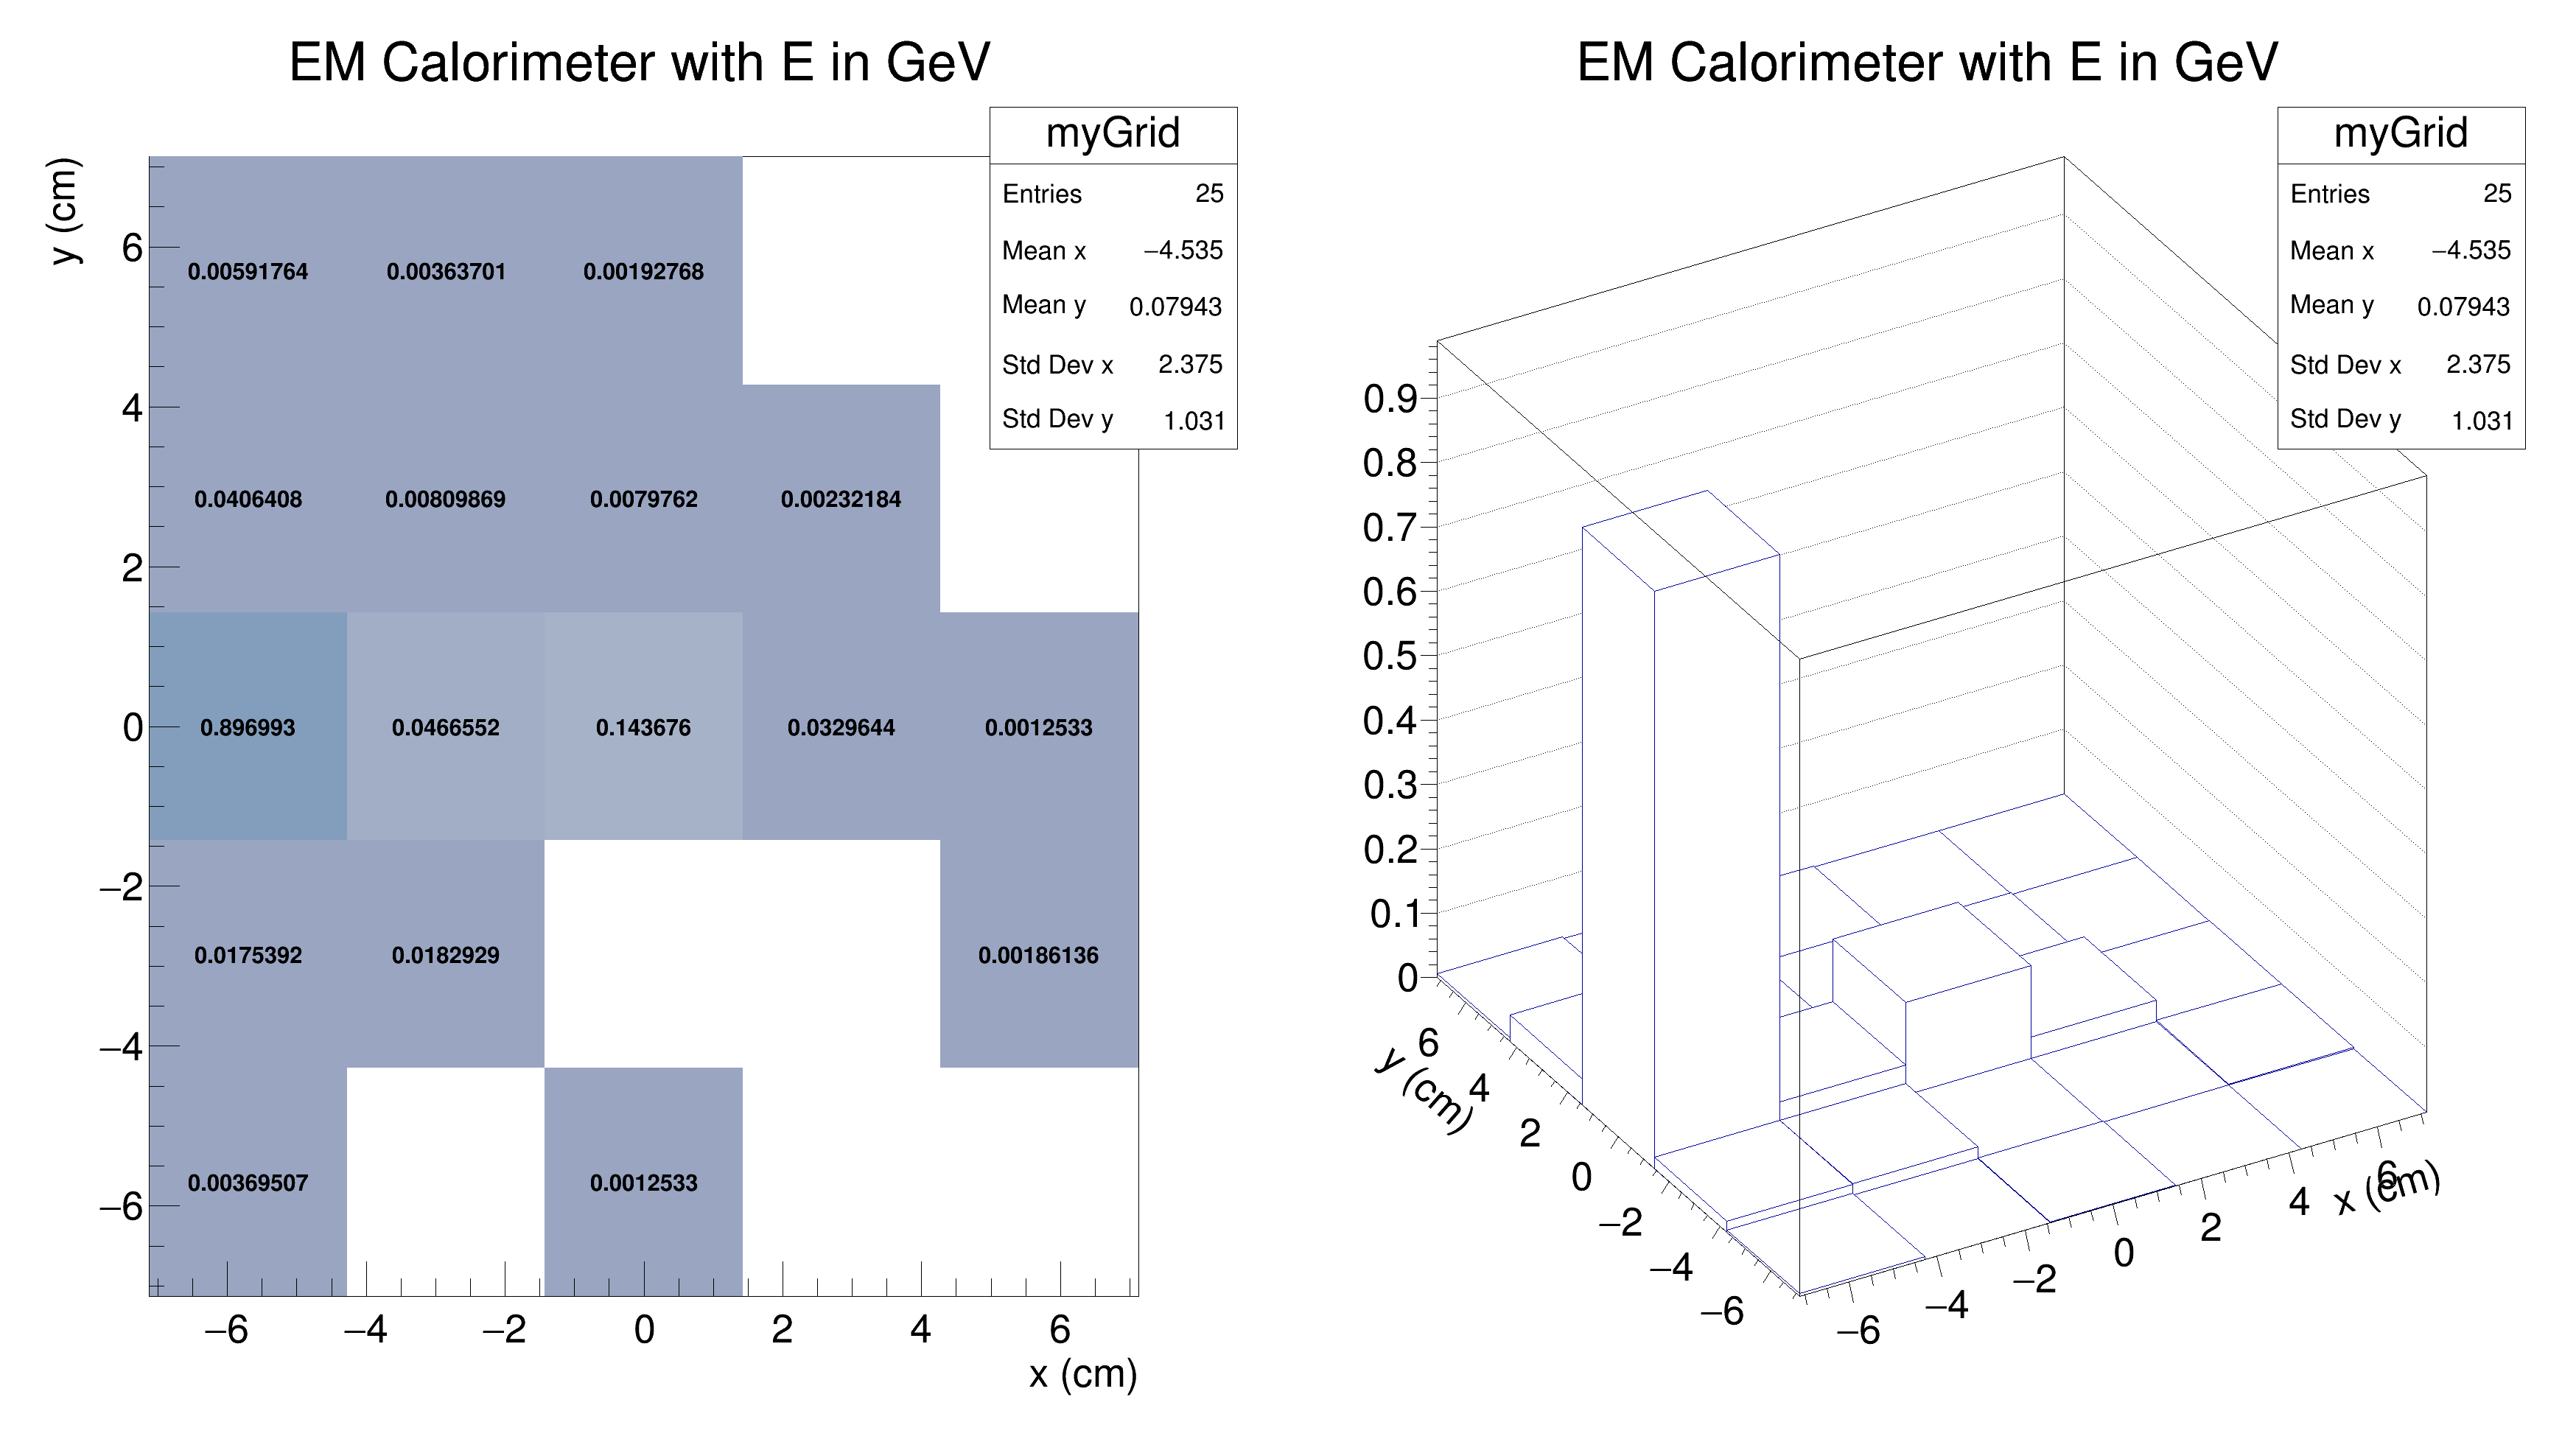 EM Calorimeter with E in GeV
myGrid
Entries 25
Mean x −4.535
Mean y 0.07943
Std Dev x 2.375
Std Dev y 1.031
y (cm)
6
4
2
0
−2
−4
−6
0.00591764 0.00363701 0.00192768
0.0406408 0.00809869 0.0079762 0.00232184
0.896993 0.0466552 0.143676 0.0329644 0.0012533
0.0175392 0.0182929 0.00186136
0.00369507 0.0012533
−6 −4 −2 0 2 4 6
x (cm)
EM Calorimeter with E in GeV
myGrid
Entries 25
Mean x −4.535
Mean y 0.07943
Std Dev x 2.375
Std Dev y 1.031
0.9
0.8
0.7
0.6
0.5
0.4
0.3
0.2
0.1
0
y (cm)
6
4
2
0
−2
−4
−6
−6 −4 −2 0 2 4 6
x (cm)